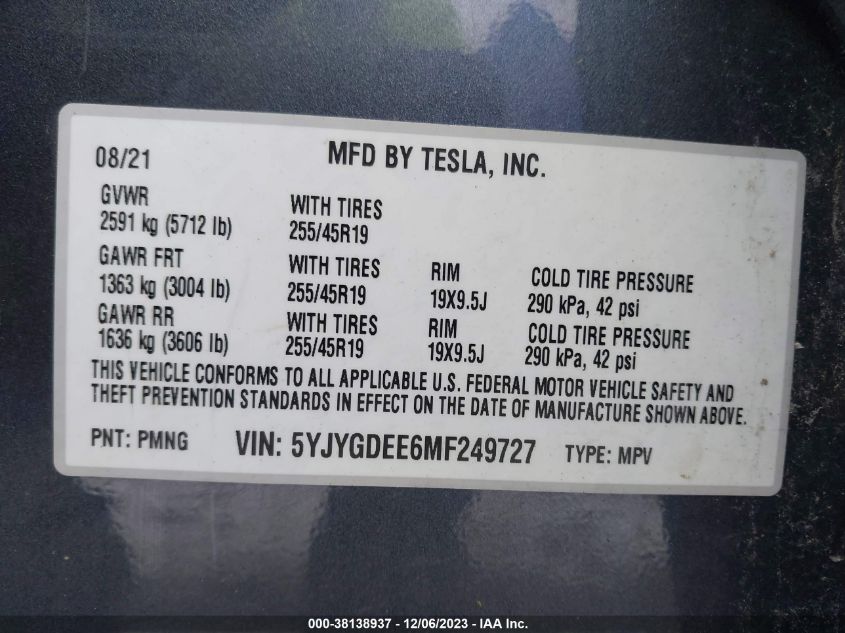 08/21 MFD BY TESLA, INC.
GVWR
2591 kg (5712 lb) WITH TIRES
255/45R19
GAWR FRT
1363 kg (3004 lb) WITH TIRES RIM COLD TIRE PRESSURE
255/45R19 19X9.5J 290 kPa, 42 psi
GAWR RR
1636 kg (3606 lb) WITH TIRES RIM COLD TIRE PRESSURE
255/45R19 19X9.5J 290 kPa, 42 psi
THIS VEHICLE CONFORMS TO ALL APPLICABLE U.S. FEDERAL MOTOR VEHICLE SAFETY AND
THEFT PREVENTION STANDARDS IN EFFECT ON THE DATE OF MANUFACTURE SHOWN ABOVE.
PNT: PMNG VIN: 5YJYGDEE6MF249727 TYPE: MPV
000-38138937 - 12/06/2023 - IAA Inc.